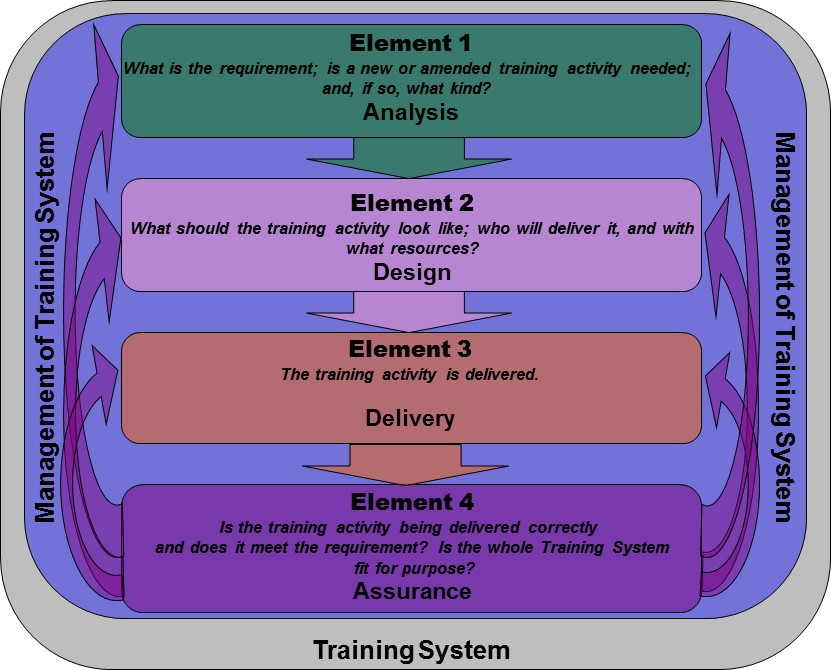 Element 1
What is the requirement; is a new or amended training activity needed;
and, if so, what kind?
Analysis
Management of Training System
Management of Training System
Element 2
What should the training activity look like; who will deliver it, and with
what resources?
Design
Element 3
The training activity is delivered.
Delivery
Element 4
Is the training activity being delivered correctly
and does it meet the requirement? Is the whole Training System
fit for purpose?
Assurance
Training System